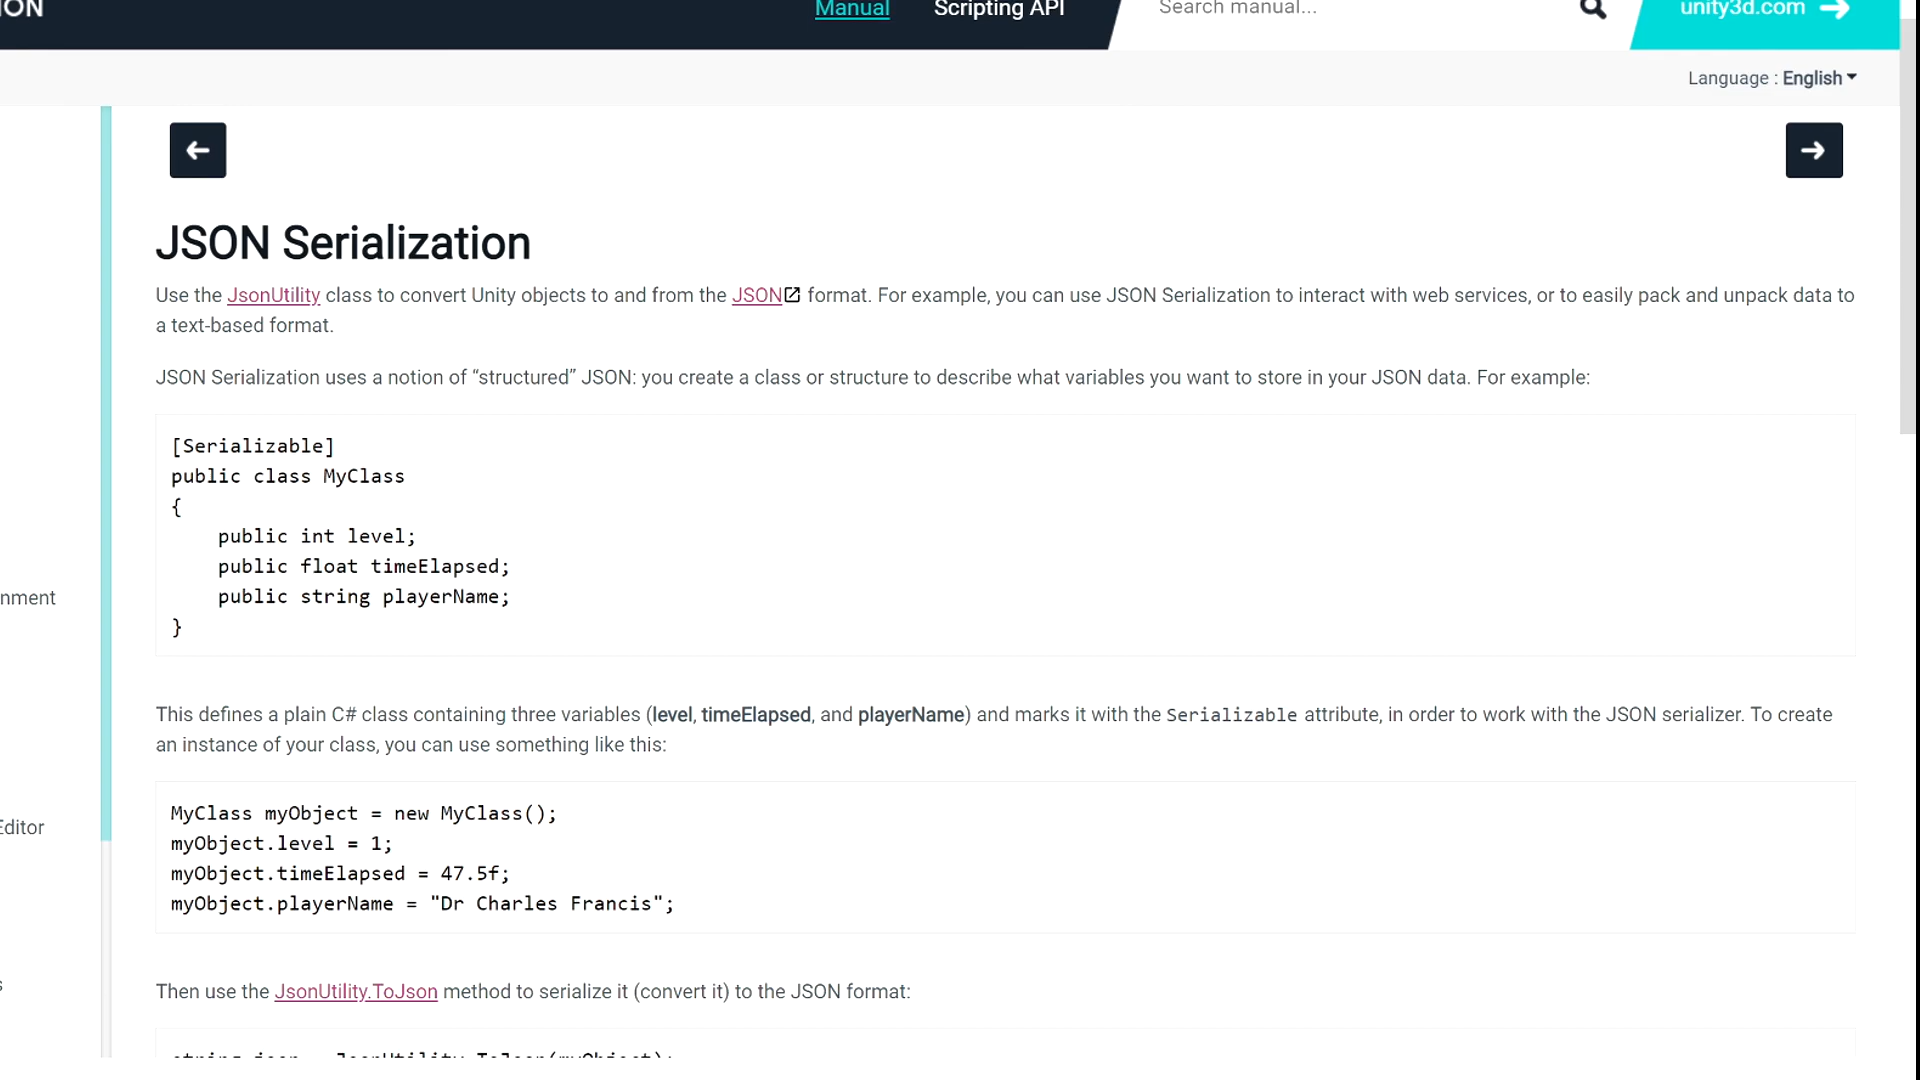 ION
Manual
Scripting API
Search manual...
unity3d.com
Language : English
JSON Serialization
Use the JsonUtility class to convert Unity objects to and from the JSON format. For example, you can use JSON Serialization to interact with web services, or to easily pack and unpack data to
a text-based format.
JSON Serialization uses a notion of “structured” JSON: you create a class or structure to describe what variables you want to store in your JSON data. For example:
[Serializable]
public class MyClass
{
    public int level;
    public float timeElapsed;
    public string playerName;
}
nment
This defines a plain C# class containing three variables (level, timeElapsed, and playerName) and marks it with the Serializable attribute, in order to work with the JSON serializer. To create
an instance of your class, you can use something like this:
Editor
MyClass myObject = new MyClass();
myObject.level = 1;
myObject.timeElapsed = 47.5f;
myObject.playerName = "Dr Charles Francis";
s
Then use the JsonUtility.ToJson method to serialize it (convert it) to the JSON format:
string json = JsonUtility.ToJson(myObject);